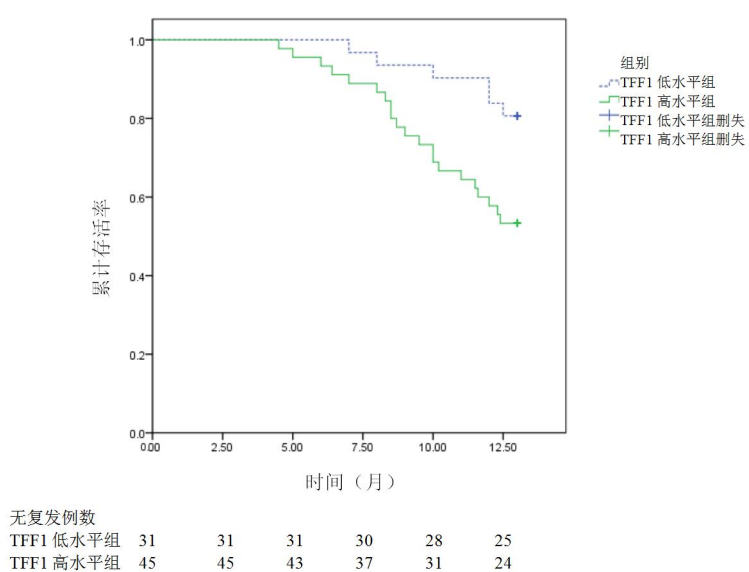 1.0
0.8
0.6
0.4
0.2
0.0
累计存活率
0.00 2.50 5.00 7.50 10.00 12.50
时间（月）
组别
TFF1 低水平组
TFF1 高水平组
TFF1 低水平组删失
TFF1 高水平组删失
无复发例数
TFF1 低水平组 31 31 31 30 28 25
TFF1 高水平组 45 45 43 37 31 24